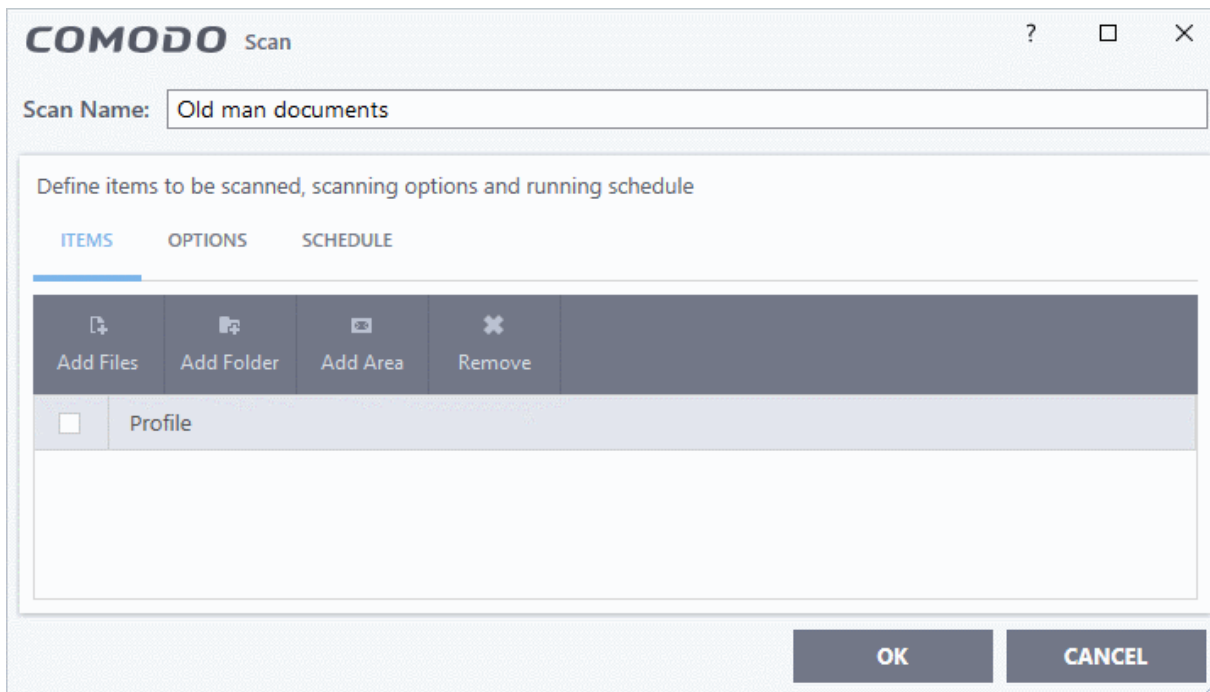 COMODO Scan ?
Scan Name: Old man documents
Define items to be scanned, scanning options and running schedule
ITEMS OPTIONS SCHEDULE
Add Files Add Folder Add Area Remove
Profile
OK CANCEL